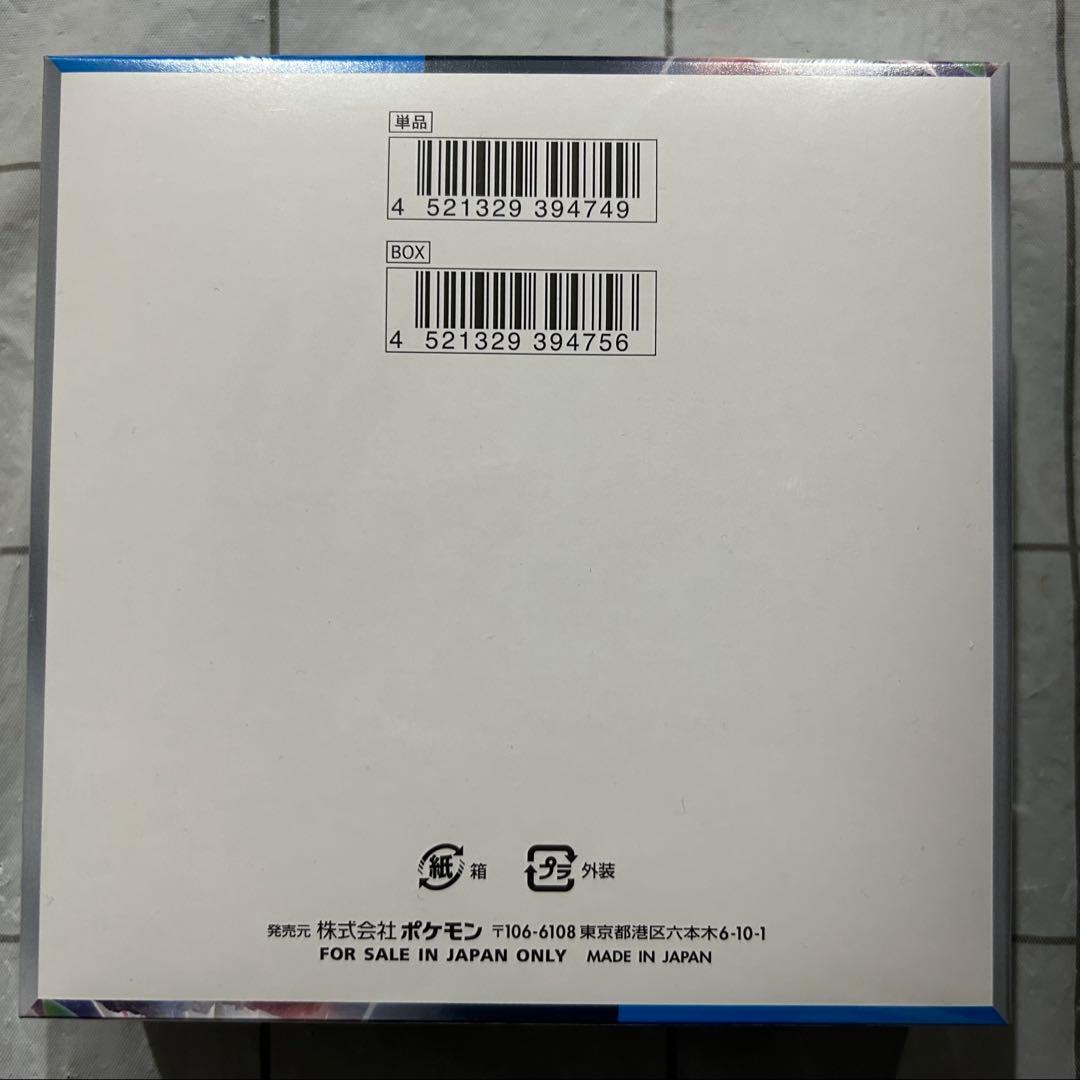 単品
4 521329 394749
BOX
4 521329 394756
紙 箱 プラ 外装
発売元 株式会社 ポケモン 〒106-6108 東京都港区六本木6-10-1
FOR SALE IN JAPAN ONLY MADE IN JAPAN